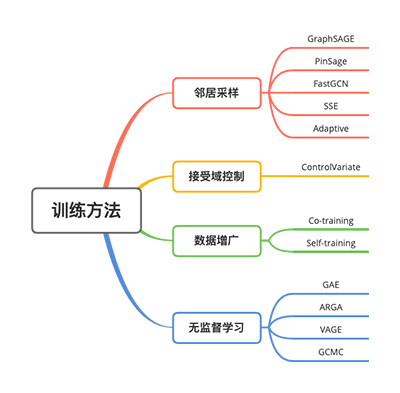 训练方法
邻居采样
GraphSAGE
PinSage
FastGCN
SSE
Adaptive
接受域控制
ControlVariate
数据增广
Co-training
Self-training
无监督学习
GAE
ARGA
VAGE
GCMC